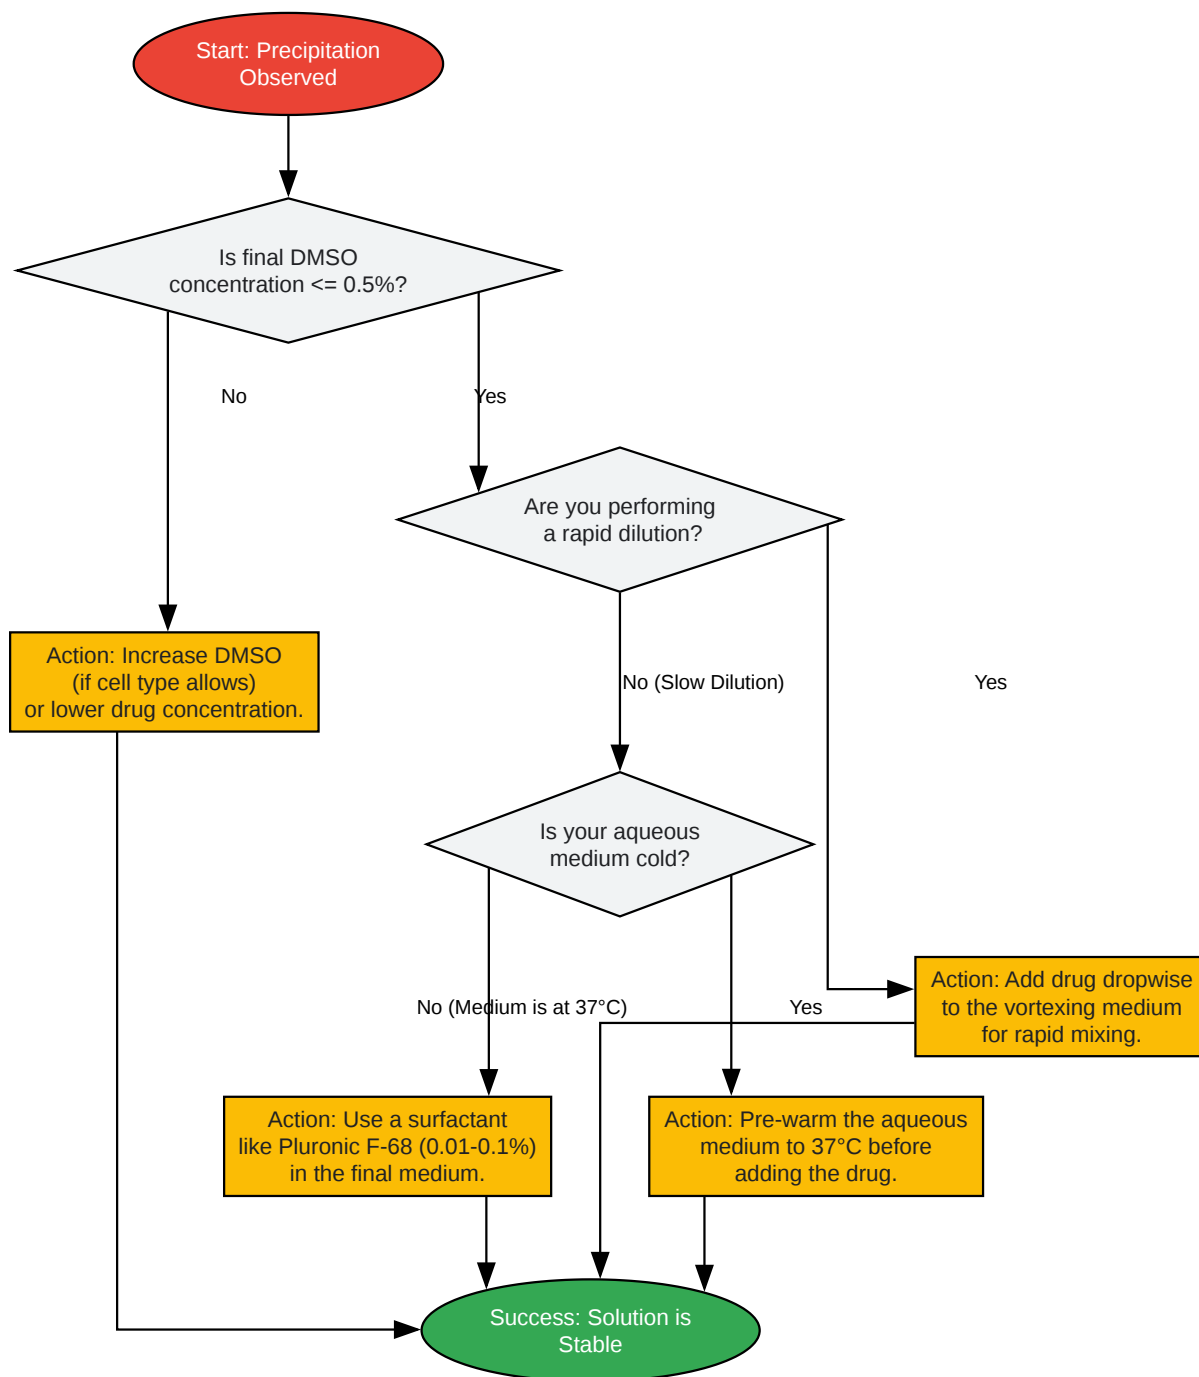 Start: Precipitation
Observed
Is final DMSO
concentration <= 0.5%?
No
Yes
Are you performing
a rapid dilution?
Action: Increase DMSO
(if cell type allows)
or lower drug concentration.
No (Slow Dilution)
Yes
Is your aqueous
medium cold?
No (Medium is at 37°C)
Yes
Action: Add drug dropwise
to the vortexing medium
for rapid mixing.
Action: Use a surfactant
like Pluronic F-68 (0.01-0.1%)
in the final medium.
Action: Pre-warm the aqueous
medium to 37°C before
adding the drug.
Success: Solution is
Stable